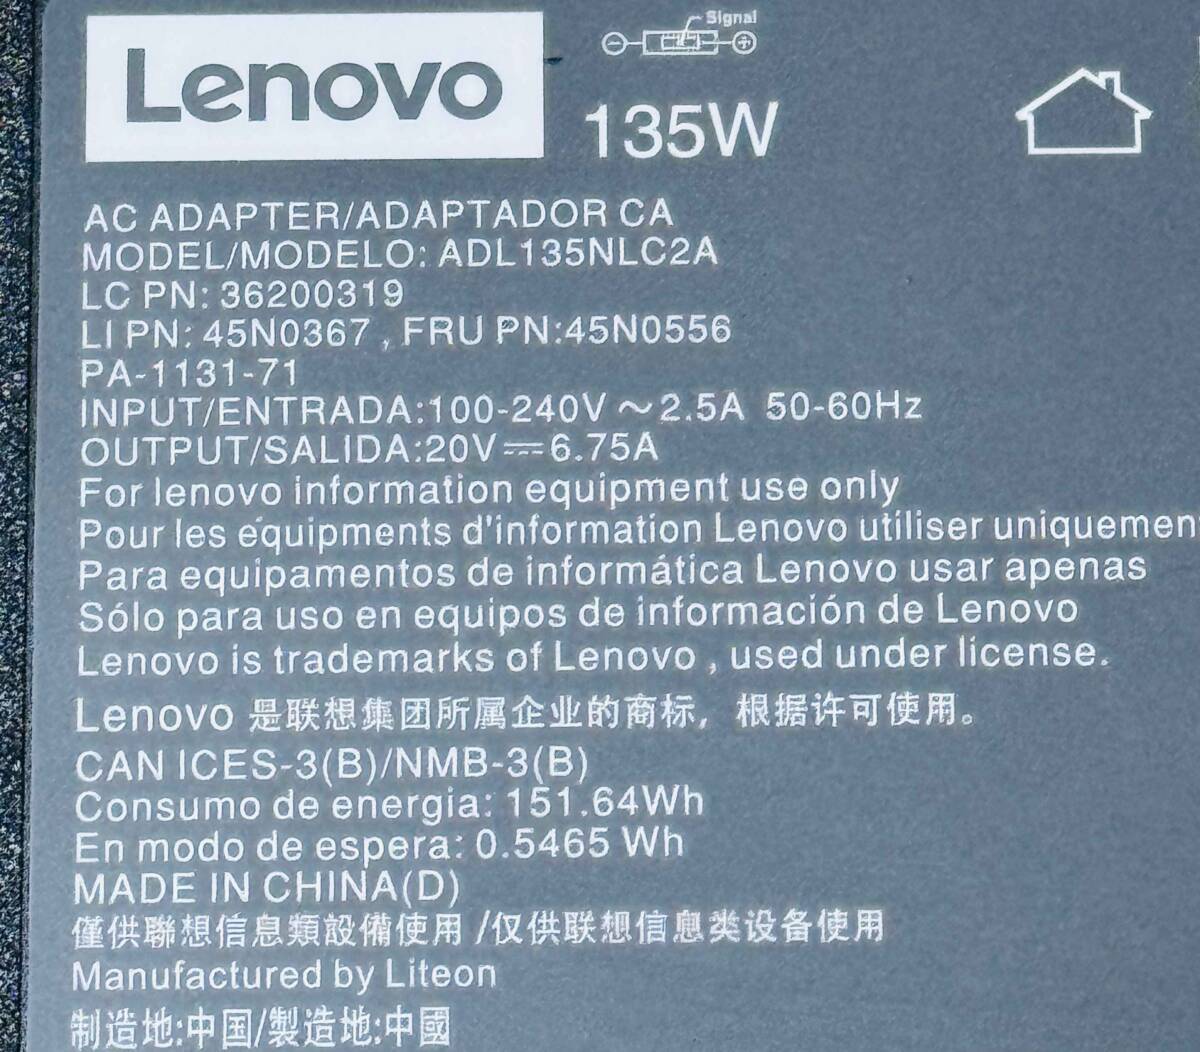 Signal
Lenovo
135W
AC ADAPTER/ADAPTADOR CA
MODEL/MODELO: ADL135NLC2A
LC PN: 36200319
LI PN: 45N0367 , FRU PN:45N0556
PA-1131-71
INPUT/ENTRADA:100-240V ～2.5A 50-60Hz
OUTPUT/SALIDA:20V⎓6.75A
For lenovo information equipment use only
Pour les équipments d'information Lenovo utiliser uniquemen
Para equipamentos de informática Lenovo usar apenas
Sólo para uso en equipos de información de Lenovo
Lenovo is trademarks of Lenovo , used under license.
Lenovo 是联想集团所属企业的商标，根据许可使用。
CAN ICES-3(B)/NMB-3(B)
Consumo de energia: 151.64Wh
En modo de espera: 0.5465 Wh
MADE IN CHINA(D)
僅供聯想信息類設備使用 /仅供联想信息类设备使用
Manufactured by Liteon
制造地:中国/製造地:中國